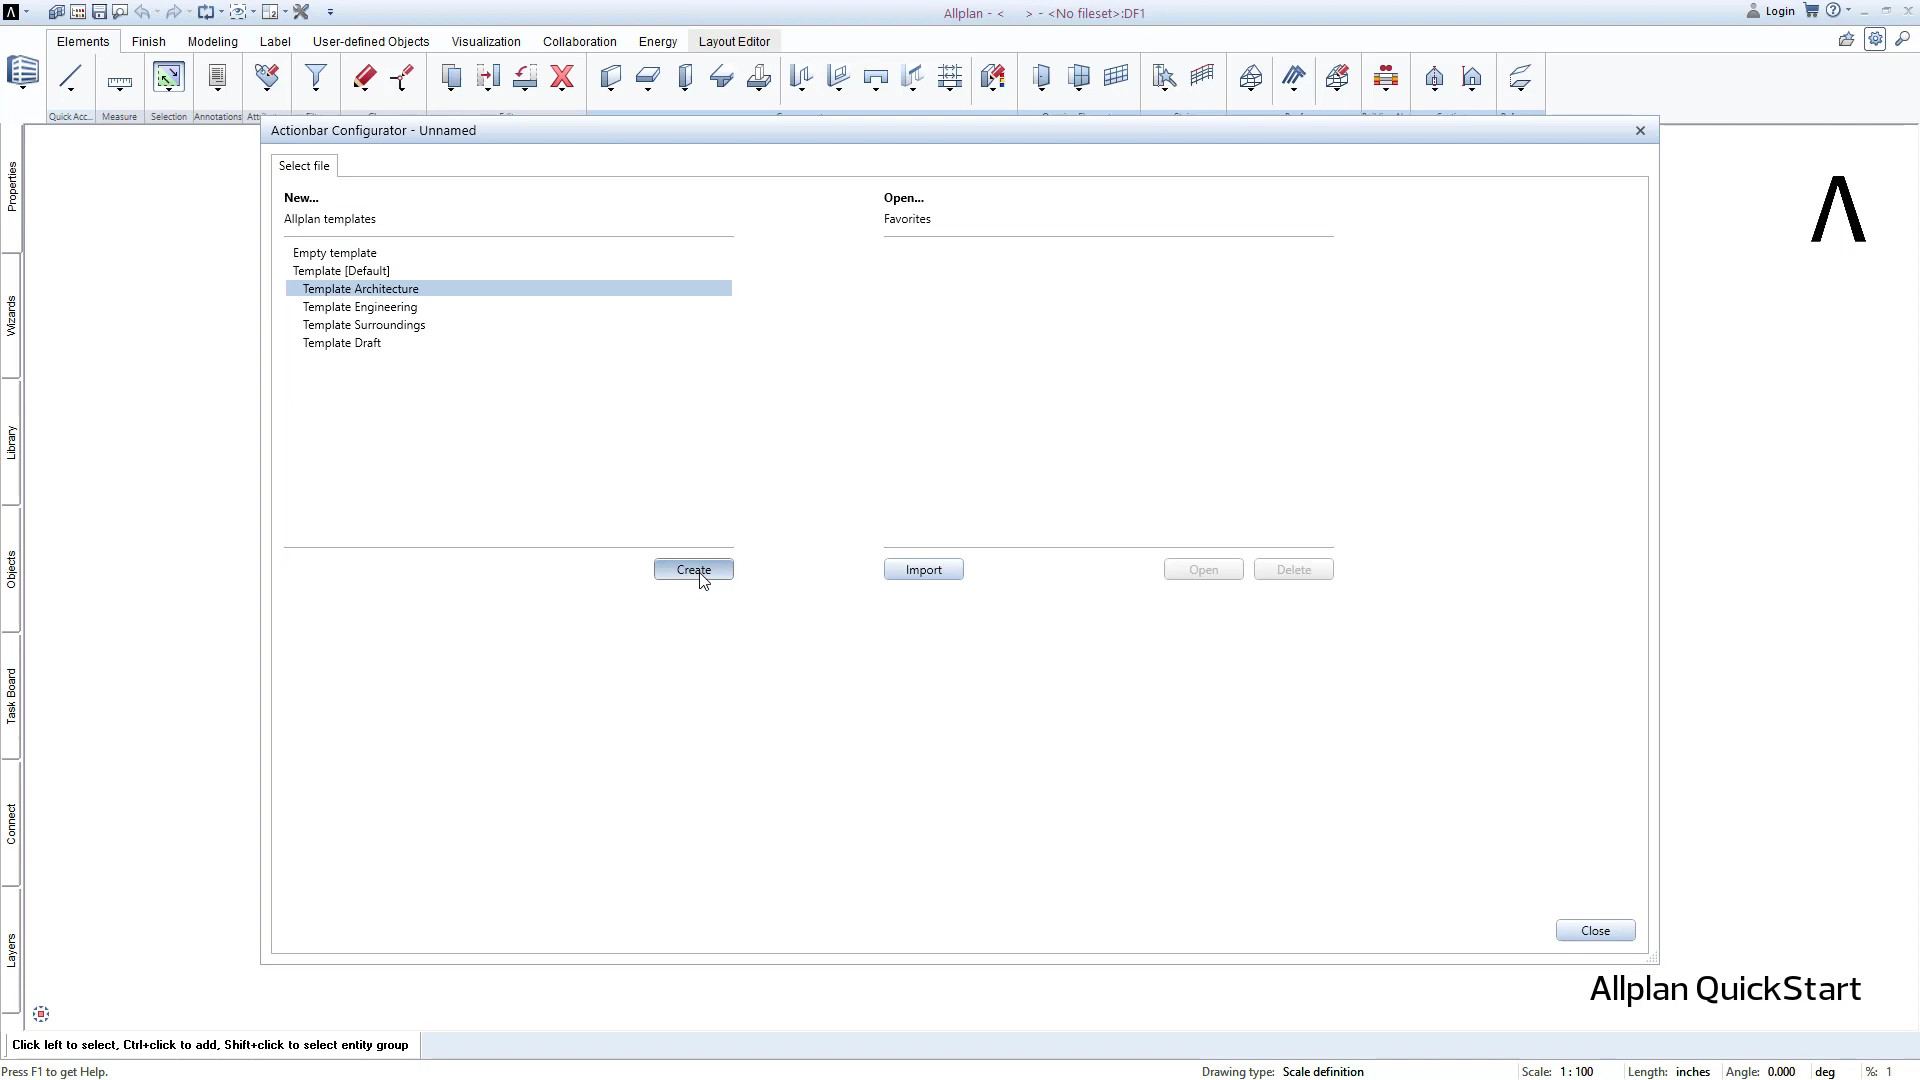 Allplan - < > - <No fileset>:DF1
Login
Elements
Finish
Modeling
Label
User-defined Objects
Visualization
Collaboration
Energy
Layout Editor
Quick Acc...
Measure
Selection
Annotations
Actionbar Configurator - Unnamed
Select file
New...
Allplan templates
Empty template
Template [Default]
Template Architecture
Template Engineering
Template Surroundings
Template Draft
Create
Open...
Favorites
Import
Open
Delete
Close
Properties
Wizards
Library
Objects
Task Board
Connect
Layers
Allplan QuickStart
Click left to select, Ctrl+click to add, Shift+click to select entity group
Press F1 to get Help.
Drawing type: Scale definition
Scale: 1 : 100
Length: inches
Angle: 0.000 deg
%: 1